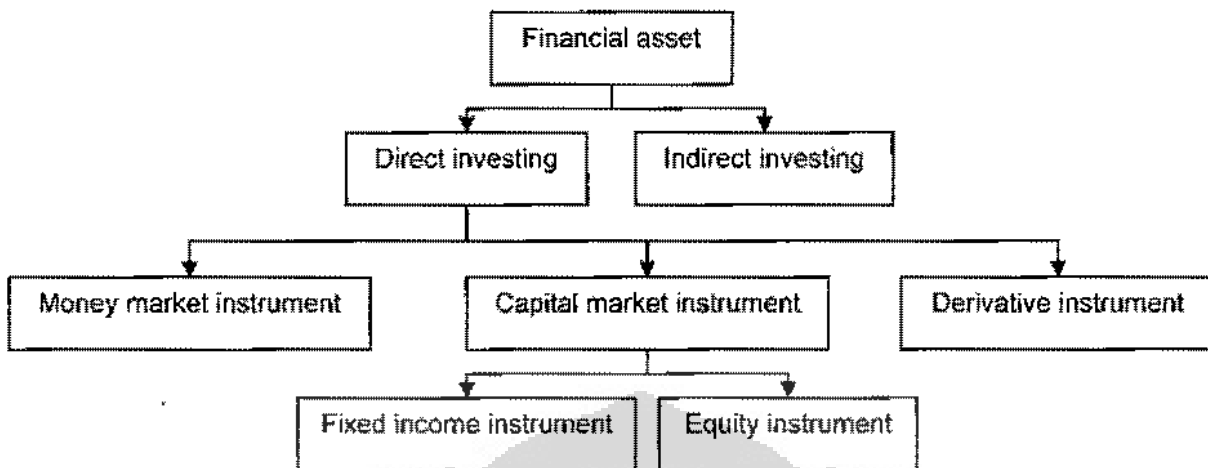 Financial asset
Direct investing
Indirect investing
Money market instrument
Capital market instrument
Derivative instrument
Fixed income instrument
Equity instrument